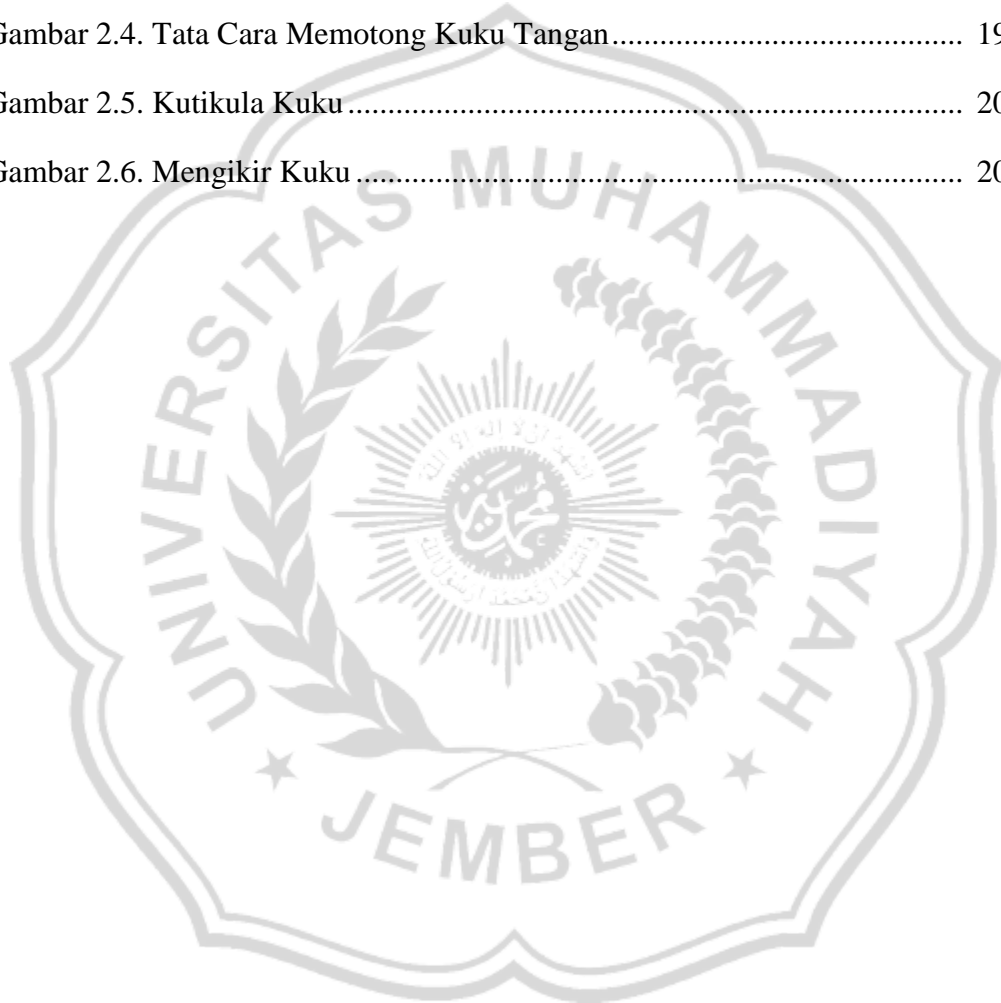 Gambar 2.4. Tata Cara Memotong Kuku Tangan........................................... 19
Gambar 2.5. Kutikula Kuku........................................................................... 20
Gambar 2.6. Mengikir Kuku.......................................................................... 20
UNIVERSITAS MUHAMMADIYAH
JEMBER